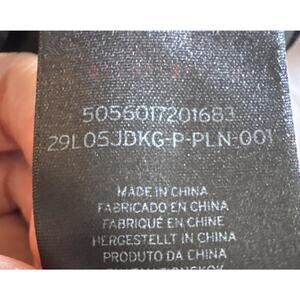 5056017201683
29L05JDKG-P-PLN-001
MADE IN CHINA
FABRICADO EN CHINA
FABRIQUÉ EN CHINE
HERGESTELLT IN CHINA
PRODUTO DA CHINA